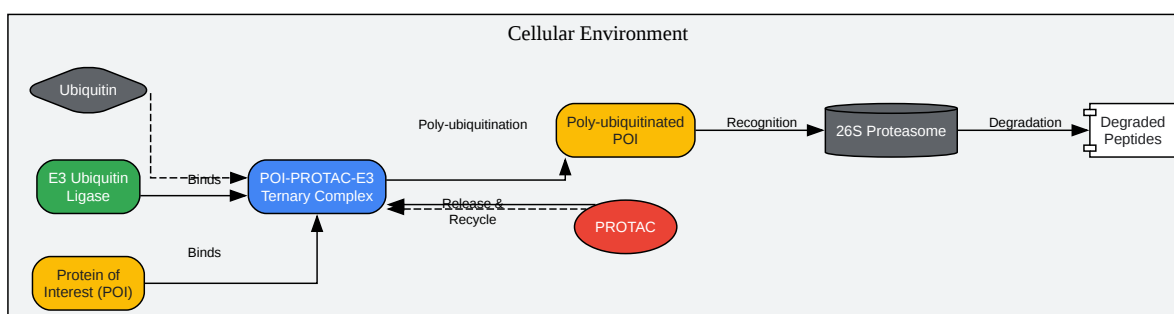 Cellular Environment
Ubiquitin
E3 Ubiquitin
Ligase
Binds
POI-PROTAC-E3
Ternary Complex
Protein of
Interest (POI)
Binds
Poly-ubiquitination
Poly-ubiquitinated
POI
Release &
Recycle
PROTAC
Recognition
26S Proteasome
Degradation
Degraded
Peptides